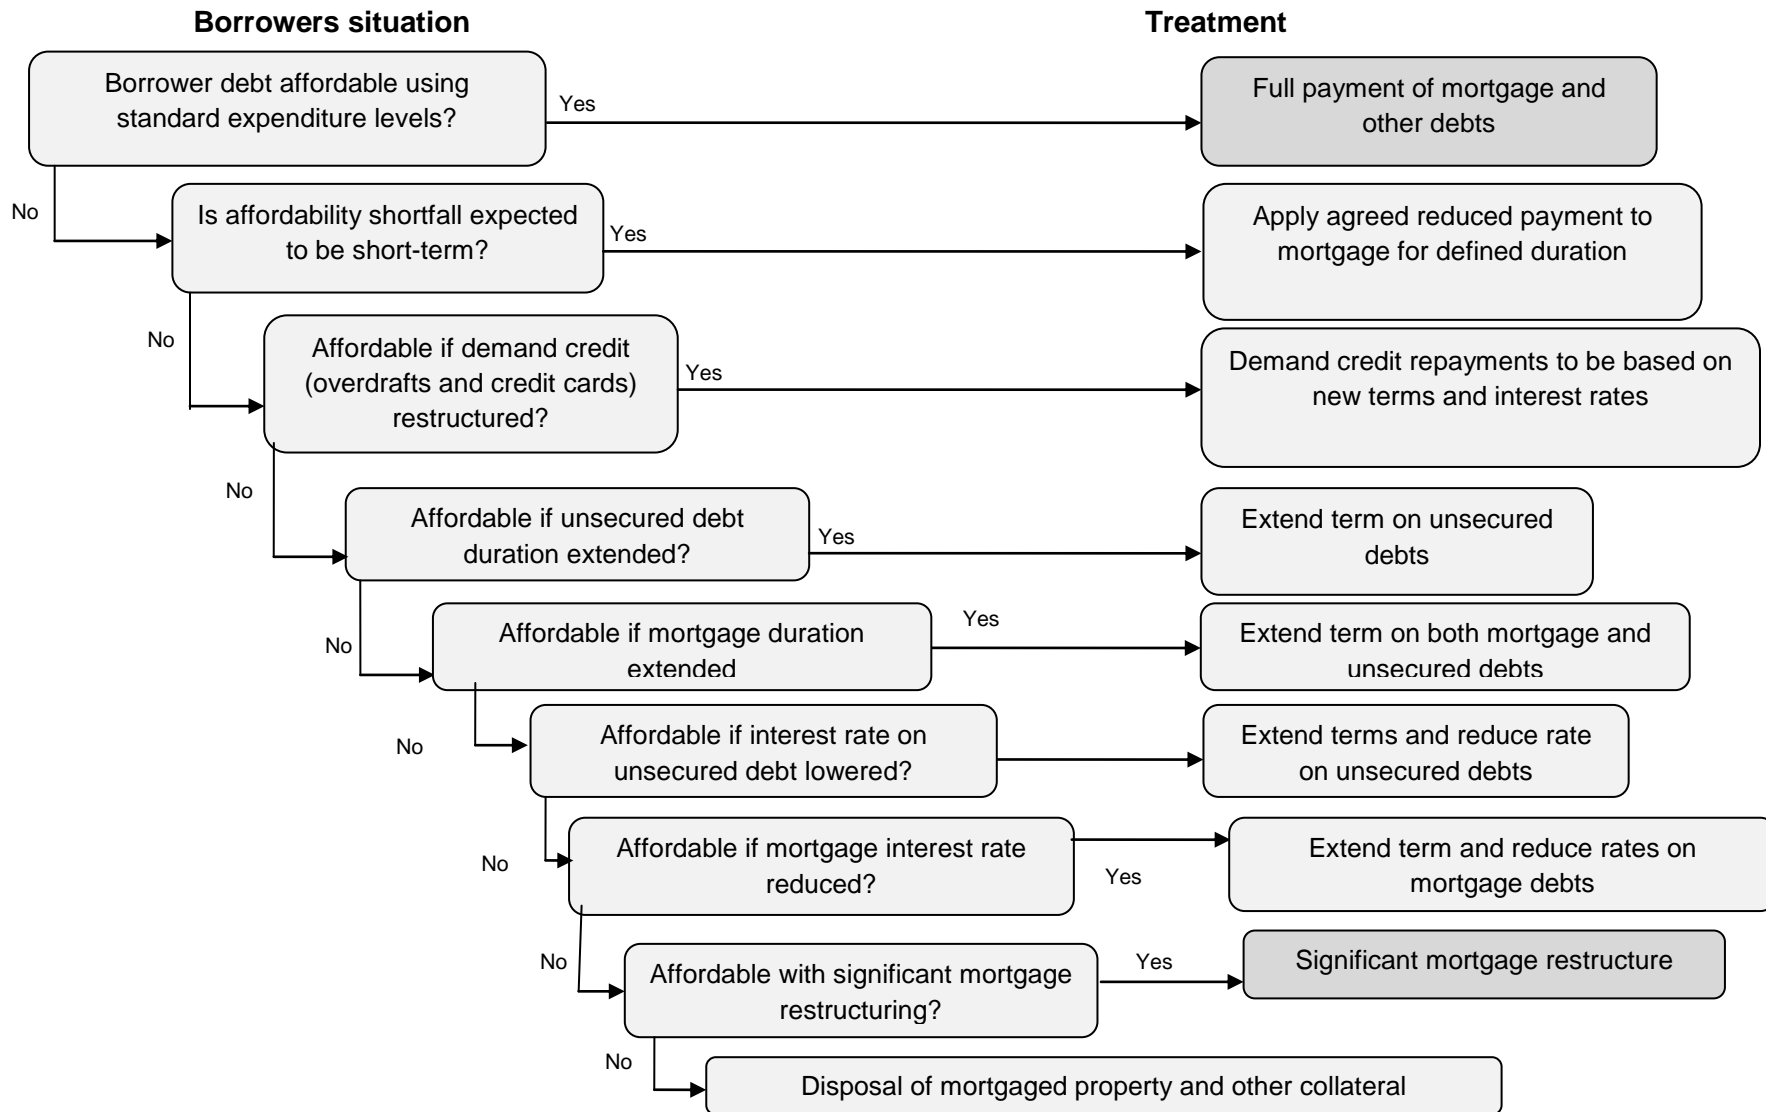 Borrowers situation
Treatment
Borrower debt affordable using
standard expenditure levels?
Yes
Full payment of mortgage and
other debts
No
Is affordability shortfall expected
to be short-term?
Yes
Apply agreed reduced payment to
mortgage for defined duration
No
Affordable if demand credit
(overdrafts and credit cards)
restructured?
Yes
Demand credit repayments to be based on
new terms and interest rates
No
Affordable if unsecured debt
duration extended?
Yes
Extend term on unsecured
debts
No
Affordable if mortgage duration
extended
Yes
Extend term on both mortgage and
unsecured debts
No
Affordable if interest rate on
unsecured debt lowered?
Extend terms and reduce rate
on unsecured debts
No
Affordable if mortgage interest rate
reduced?
Yes
Extend term and reduce rates on
mortgage debts
No
Affordable with significant mortgage
restructuring?
Yes
Significant mortgage restructure
No
Disposal of mortgaged property and other collateral